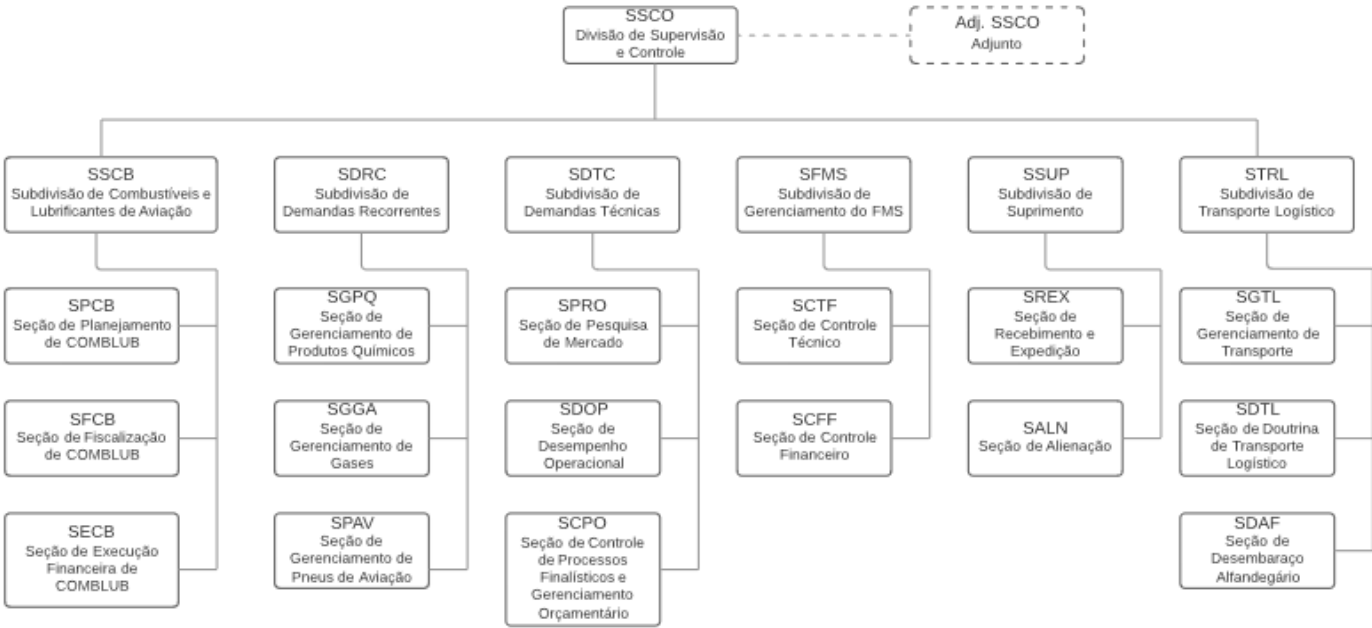 SSCO
Divisão de Supervisão
e Controle
Adj. SSCO
Adjunto
SSCB
Subdivisão de Combustíveis e
Lubrificantes de Aviação
SDRC
Subdivisão de
Demandas Recorrentes
SDTC
Subdivisão de
Demandas Técnicas
SFMS
Subdivisão de
Gerenciamento do FMS
SSUP
Subdivisão de
Suprimento
STRL
Subdivisão de
Transporte Logístico
SPCB
Seção de Planejamento
de COMBLUB
SGPQ
Seção de
Gerenciamento de
Produtos Químicos
SPRO
Seção de Pesquisa
de Mercado
SCTF
Seção de Controle
Técnico
SREX
Seção de
Recebimento e
Expedição
SGTL
Seção de
Gerenciamento de
Transporte
SFCB
Seção de Fiscalização
de COMBLUB
SGGA
Seção de
Gerenciamento de
Gases
SDOP
Seção de
Desempenho
Operacional
SCFF
Seção de Controle
Financeiro
SALN
Seção de Alienação
SDTL
Seção de Doutrina
de Transporte
Logístico
SECB
Seção de Execução
Financeira de
COMBLUB
SPAV
Seção de
Gerenciamento de
Pneus de Aviação
SCPO
Seção de Controle
de Processos
Finalísticos e
Gerenciamento
Orçamentário
SDAF
Seção de
Desembaraço
Alfandegário